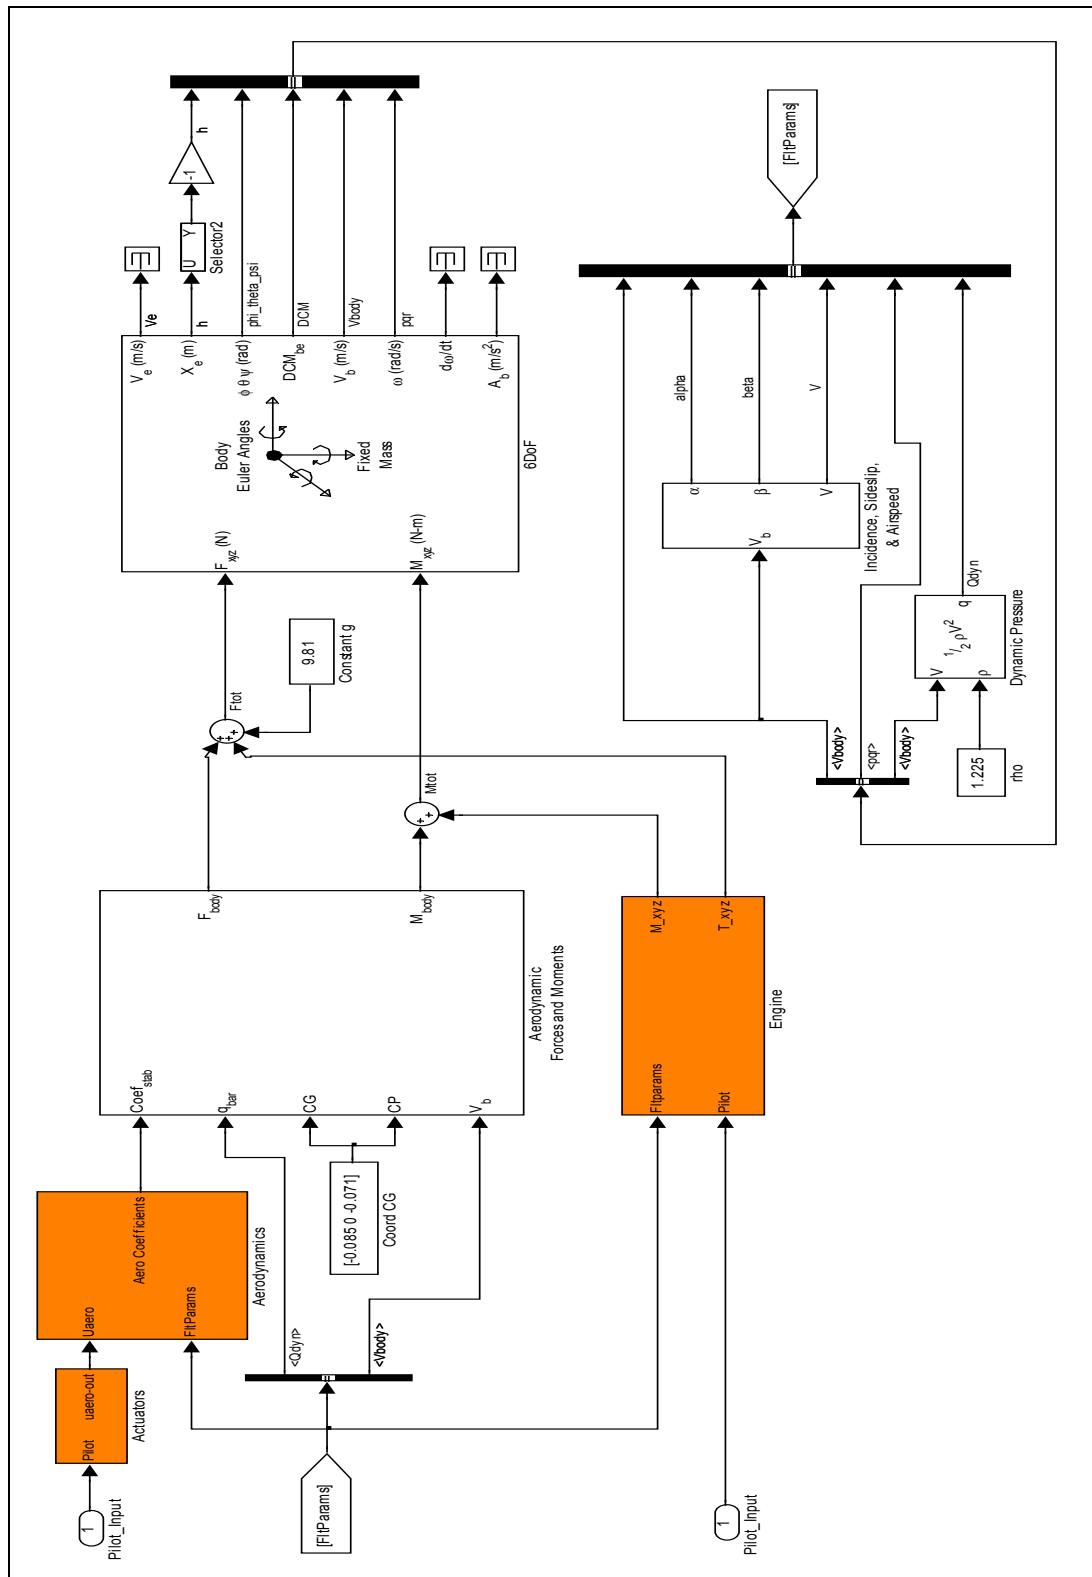 1
Pilot_Input
Pilot
uaero-out
Actuators
Uaero
FltParams
Aero Coefficients
Aerodynamics
[FltParams]
<Qdyn>
<Vbody>
[-0.085 0 -0.071]
Coord CG
Coef_stab
q_bar
CG
CP
V_b
F_body
M_body
Aerodynamic
Forces and Moments
1
Pilot_Input
Fltparams
Pilot
M_xyz
T_xyz
Engine
+
+
+
Ftot
9.81
Constant g
+
+
Mtot
F_xyz (N)
M_xyz (N-m)
Body
Euler Angles
Fixed
Mass
V_e (m/s)
X_e (m)
ϕ θ ψ (rad)
DCM_be
V_b (m/s)
ω (rad/s)
dω/dt
A_b (m/s²)
6DoF
Ve
h
phi_theta_psi
DCM
Vbody
pqr
U Y
Selector2
-1
h
<Vbody>
<pqr>
<Vbody>
1.225
rho
V
ρ
1/2 ρV²
q
Dynamic Pressure
Qdyn
V_b
α
β
V
Incidence, Sideslip,
& Airspeed
alpha
beta
V
[FltParams]